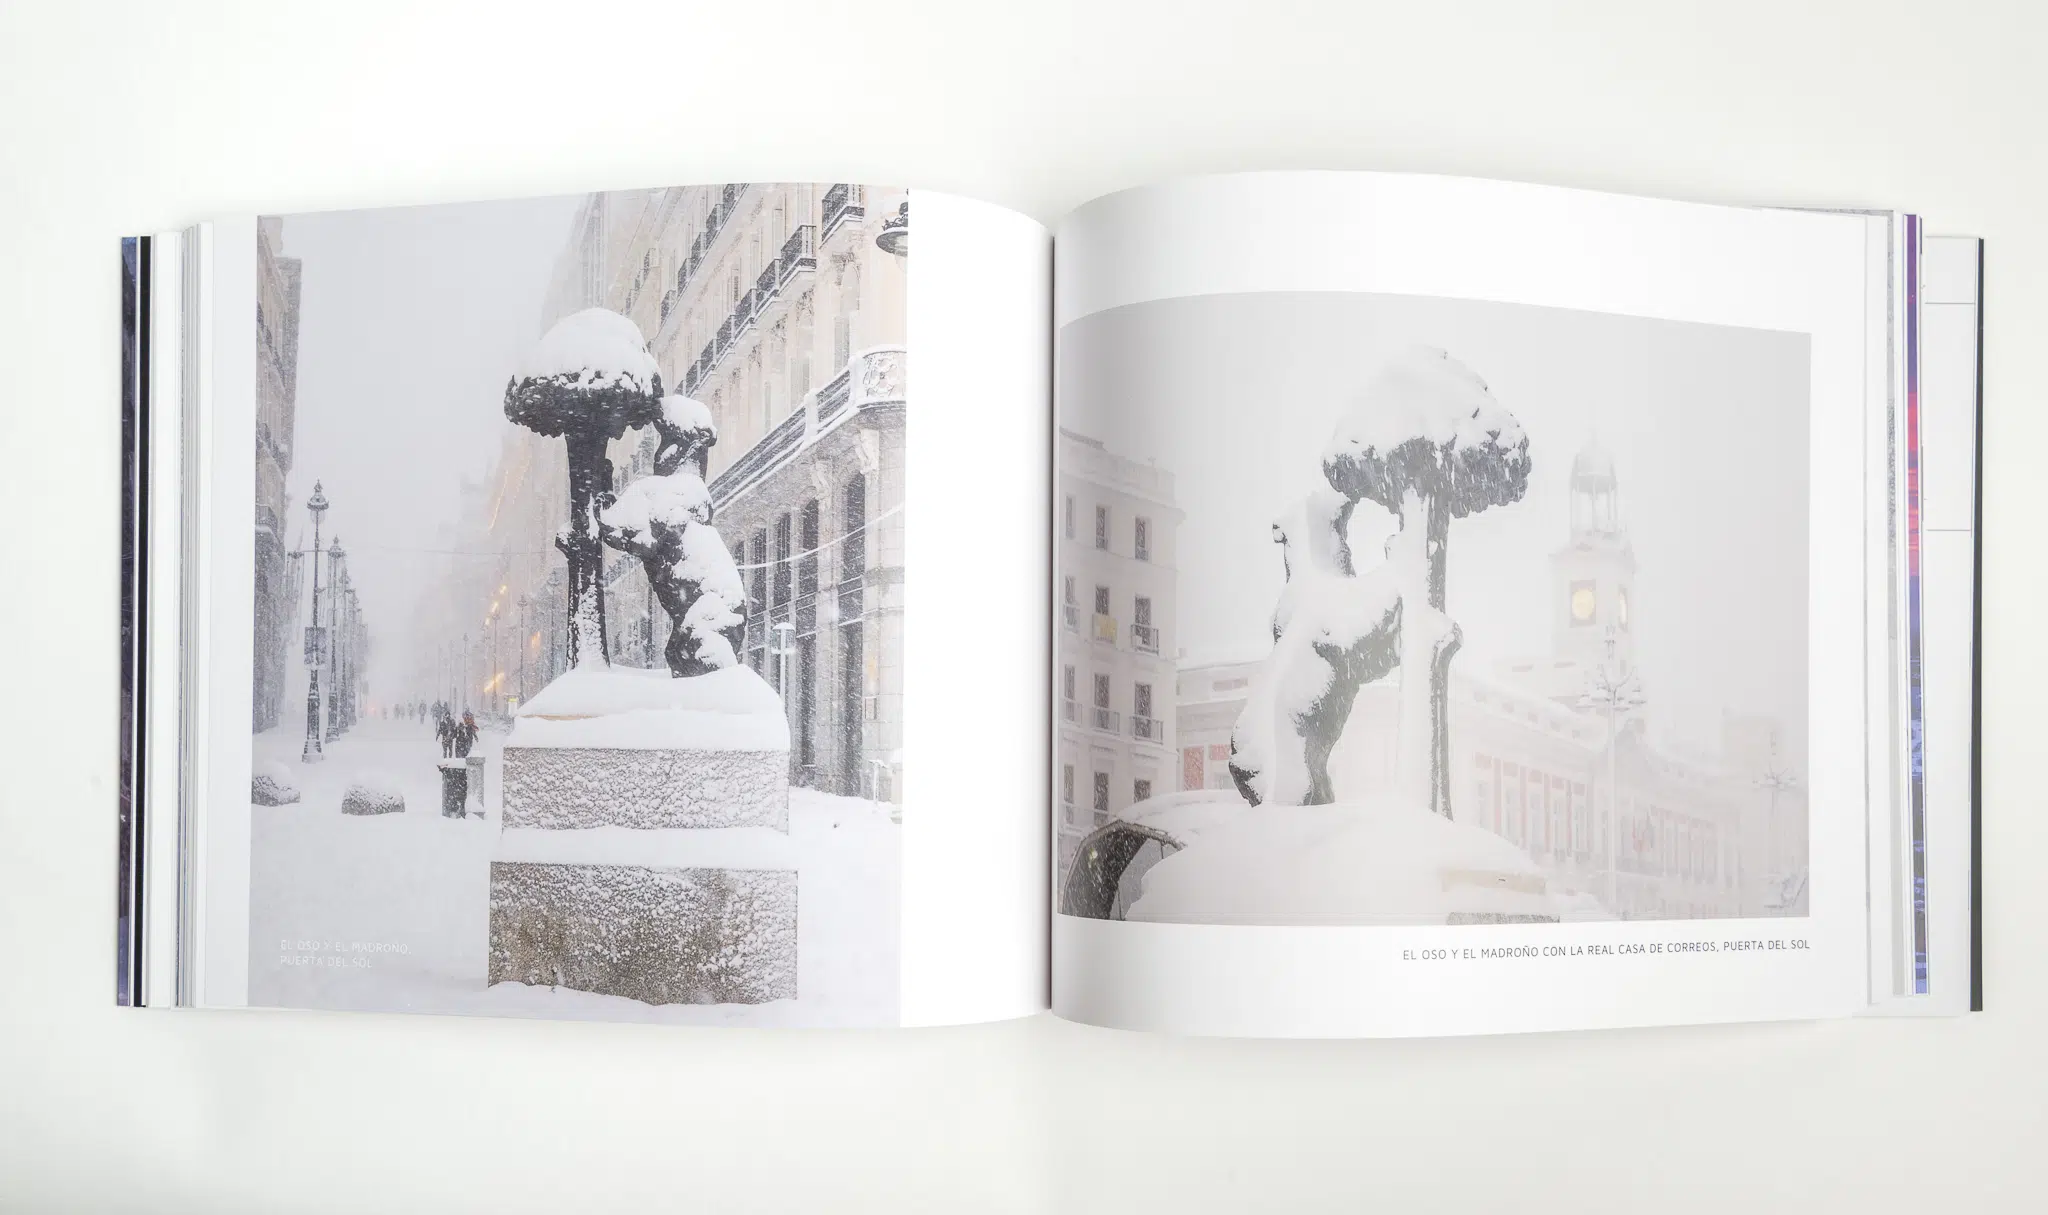 EL OSO Y EL MADROÑO,
PUERTA DEL SOL
EL OSO Y EL MADROÑO CON LA REAL CASA DE CORREOS, PUERTA DEL SOL